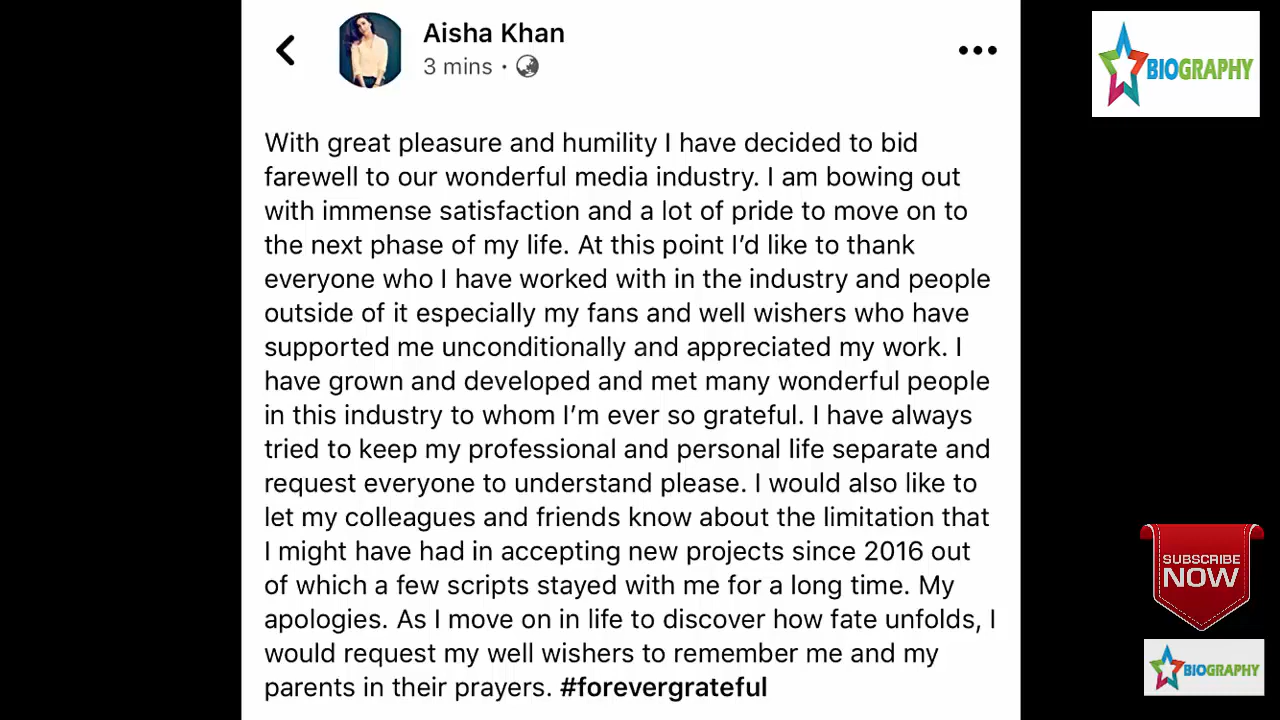 Aisha Khan
3 mins ·
BIOGRAPHY
With great pleasure and humility I have decided to bid
farewell to our wonderful media industry. I am bowing out
with immense satisfaction and a lot of pride to move on to
the next phase of my life. At this point I’d like to thank
everyone who I have worked with in the industry and people
outside of it especially my fans and well wishers who have
supported me unconditionally and appreciated my work. I
have grown and developed and met many wonderful people
in this industry to whom I’m ever so grateful. I have always
tried to keep my professional and personal life separate and
request everyone to understand please. I would also like to
let my colleagues and friends know about the limitation that
I might have had in accepting new projects since 2016 out
of which a few scripts stayed with me for a long time. My
apologies. As I move on in life to discover how fate unfolds, I
would request my well wishers to remember me and my
parents in their prayers. #forevergrateful
SUBSCRIBE
NOW
BIOGRAPHY